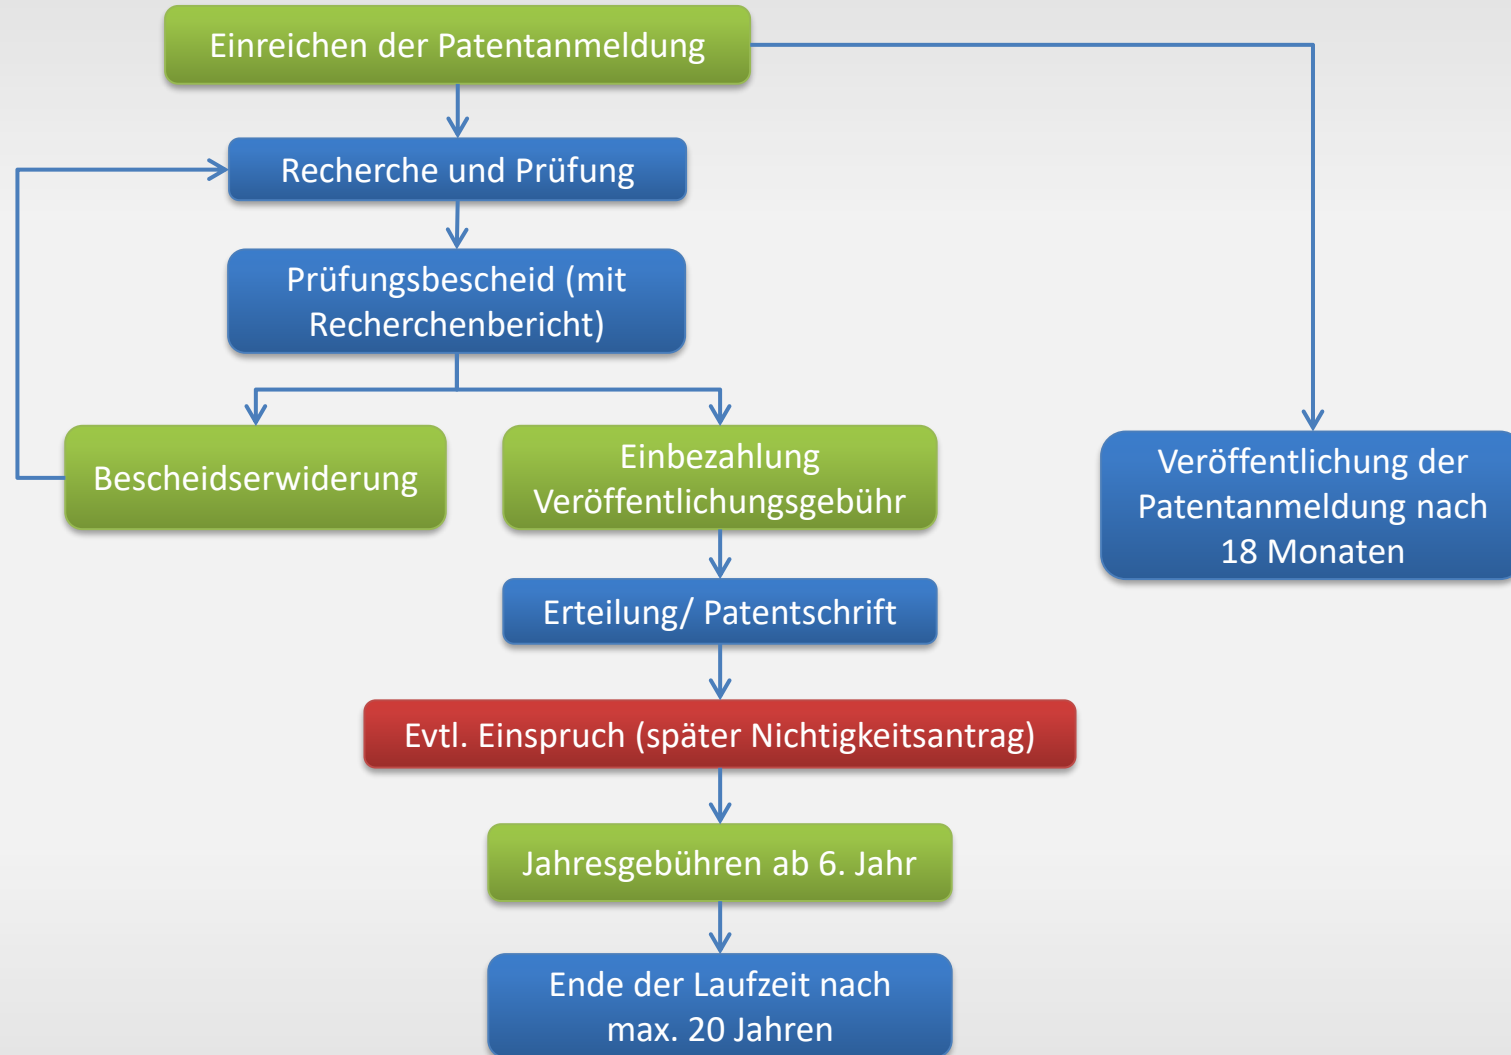 Einreichen der Patentanmeldung
Recherche und Prüfung
Prüfungsbescheid (mit
Recherchenbericht)
Bescheidserwiderung
Einbezahlung
Veröffentlichungsgebühr
Veröffentlichung der
Patentanmeldung nach
18 Monaten
Erteilung/ Patentschrift
Evtl. Einspruch (später Nichtigkeitsantrag)
Jahresgebühren ab 6. Jahr
Ende der Laufzeit nach
max. 20 Jahren